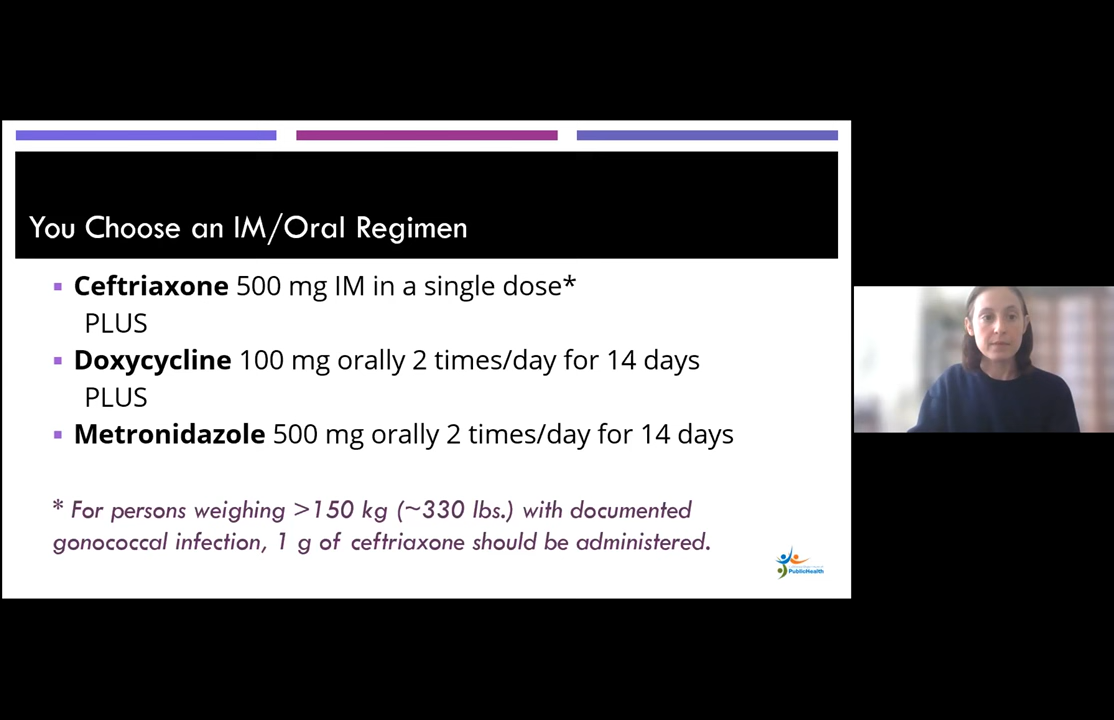 You Choose an IM/Oral Regimen
▪ Ceftriaxone 500 mg IM in a single dose*
PLUS
▪ Doxycycline 100 mg orally 2 times/day for 14 days
PLUS
▪ Metronidazole 500 mg orally 2 times/day for 14 days
* For persons weighing >150 kg (~330 lbs.) with documented
gonococcal infection, 1 g of ceftriaxone should be administered.
PublicHealth